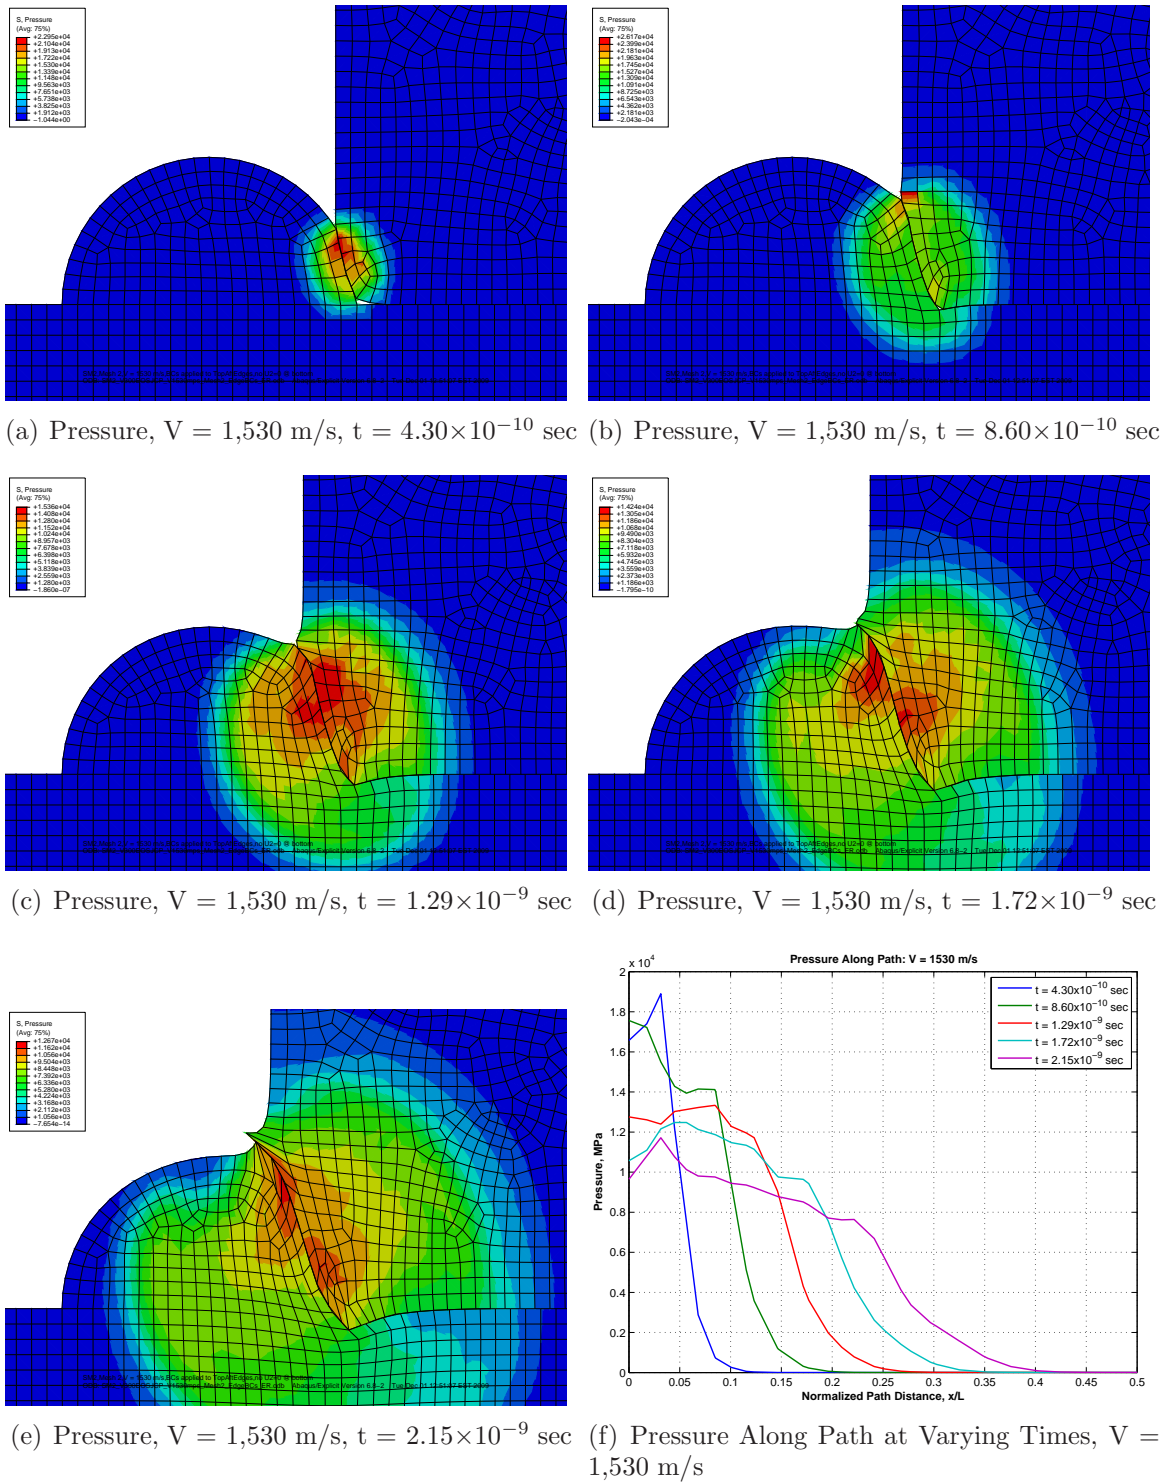 S, Pressure
(Avg: 75%)
+2.295e+04
+2.104e+04
+1.913e+04
+1.722e+04
+1.530e+04
+1.339e+04
+1.148e+04
+9.563e+03
+7.651e+03
+5.738e+03
+3.825e+03
+1.912e+03
−1.044e+00
S, Pressure
(Avg: 75%)
+2.617e+04
+2.399e+04
+2.181e+04
+1.963e+04
+1.745e+04
+1.527e+04
+1.309e+04
+1.091e+04
+8.725e+03
+6.543e+03
+4.362e+03
+2.181e+03
−2.043e−04
(a) Pressure, V = 1,530 m/s, t = 4.30×10⁻¹⁰ sec
(b) Pressure, V = 1,530 m/s, t = 8.60×10⁻¹⁰ sec
S, Pressure
(Avg: 75%)
+1.536e+04
+1.408e+04
+1.280e+04
+1.152e+04
+1.024e+04
+8.957e+03
+7.678e+03
+6.398e+03
+5.118e+03
+3.839e+03
+2.559e+03
+1.280e+03
−1.860e−07
S, Pressure
(Avg: 75%)
+1.424e+04
+1.305e+04
+1.186e+04
+1.068e+04
+9.490e+03
+8.304e+03
+7.118e+03
+5.932e+03
+4.745e+03
+3.559e+03
+2.373e+03
+1.186e+03
−1.795e−10
(c) Pressure, V = 1,530 m/s, t = 1.29×10⁻⁹ sec
(d) Pressure, V = 1,530 m/s, t = 1.72×10⁻⁹ sec
S, Pressure
(Avg: 75%)
+1.267e+04
+1.162e+04
+1.056e+04
+9.504e+03
+8.448e+03
+7.392e+03
+6.336e+03
+5.280e+03
+4.224e+03
+3.168e+03
+2.112e+03
+1.056e+03
−7.654e−14
(e) Pressure, V = 1,530 m/s, t = 2.15×10⁻⁹ sec
Pressure Along Path: V = 1530 m/s
x 10⁴
2
1.8
1.6
1.4
1.2
1
0.8
0.6
0.4
0.2
0
Pressure, MPa
t = 4.30x10⁻¹⁰ sec
t = 8.60x10⁻¹⁰ sec
t = 1.29x10⁻⁹ sec
t = 1.72x10⁻⁹ sec
t = 2.15x10⁻⁹ sec
0 0.05 0.1 0.15 0.2 0.25 0.3 0.35 0.4 0.45 0.5
Normalized Path Distance, x/L
(f) Pressure Along Path at Varying Times, V =
1,530 m/s